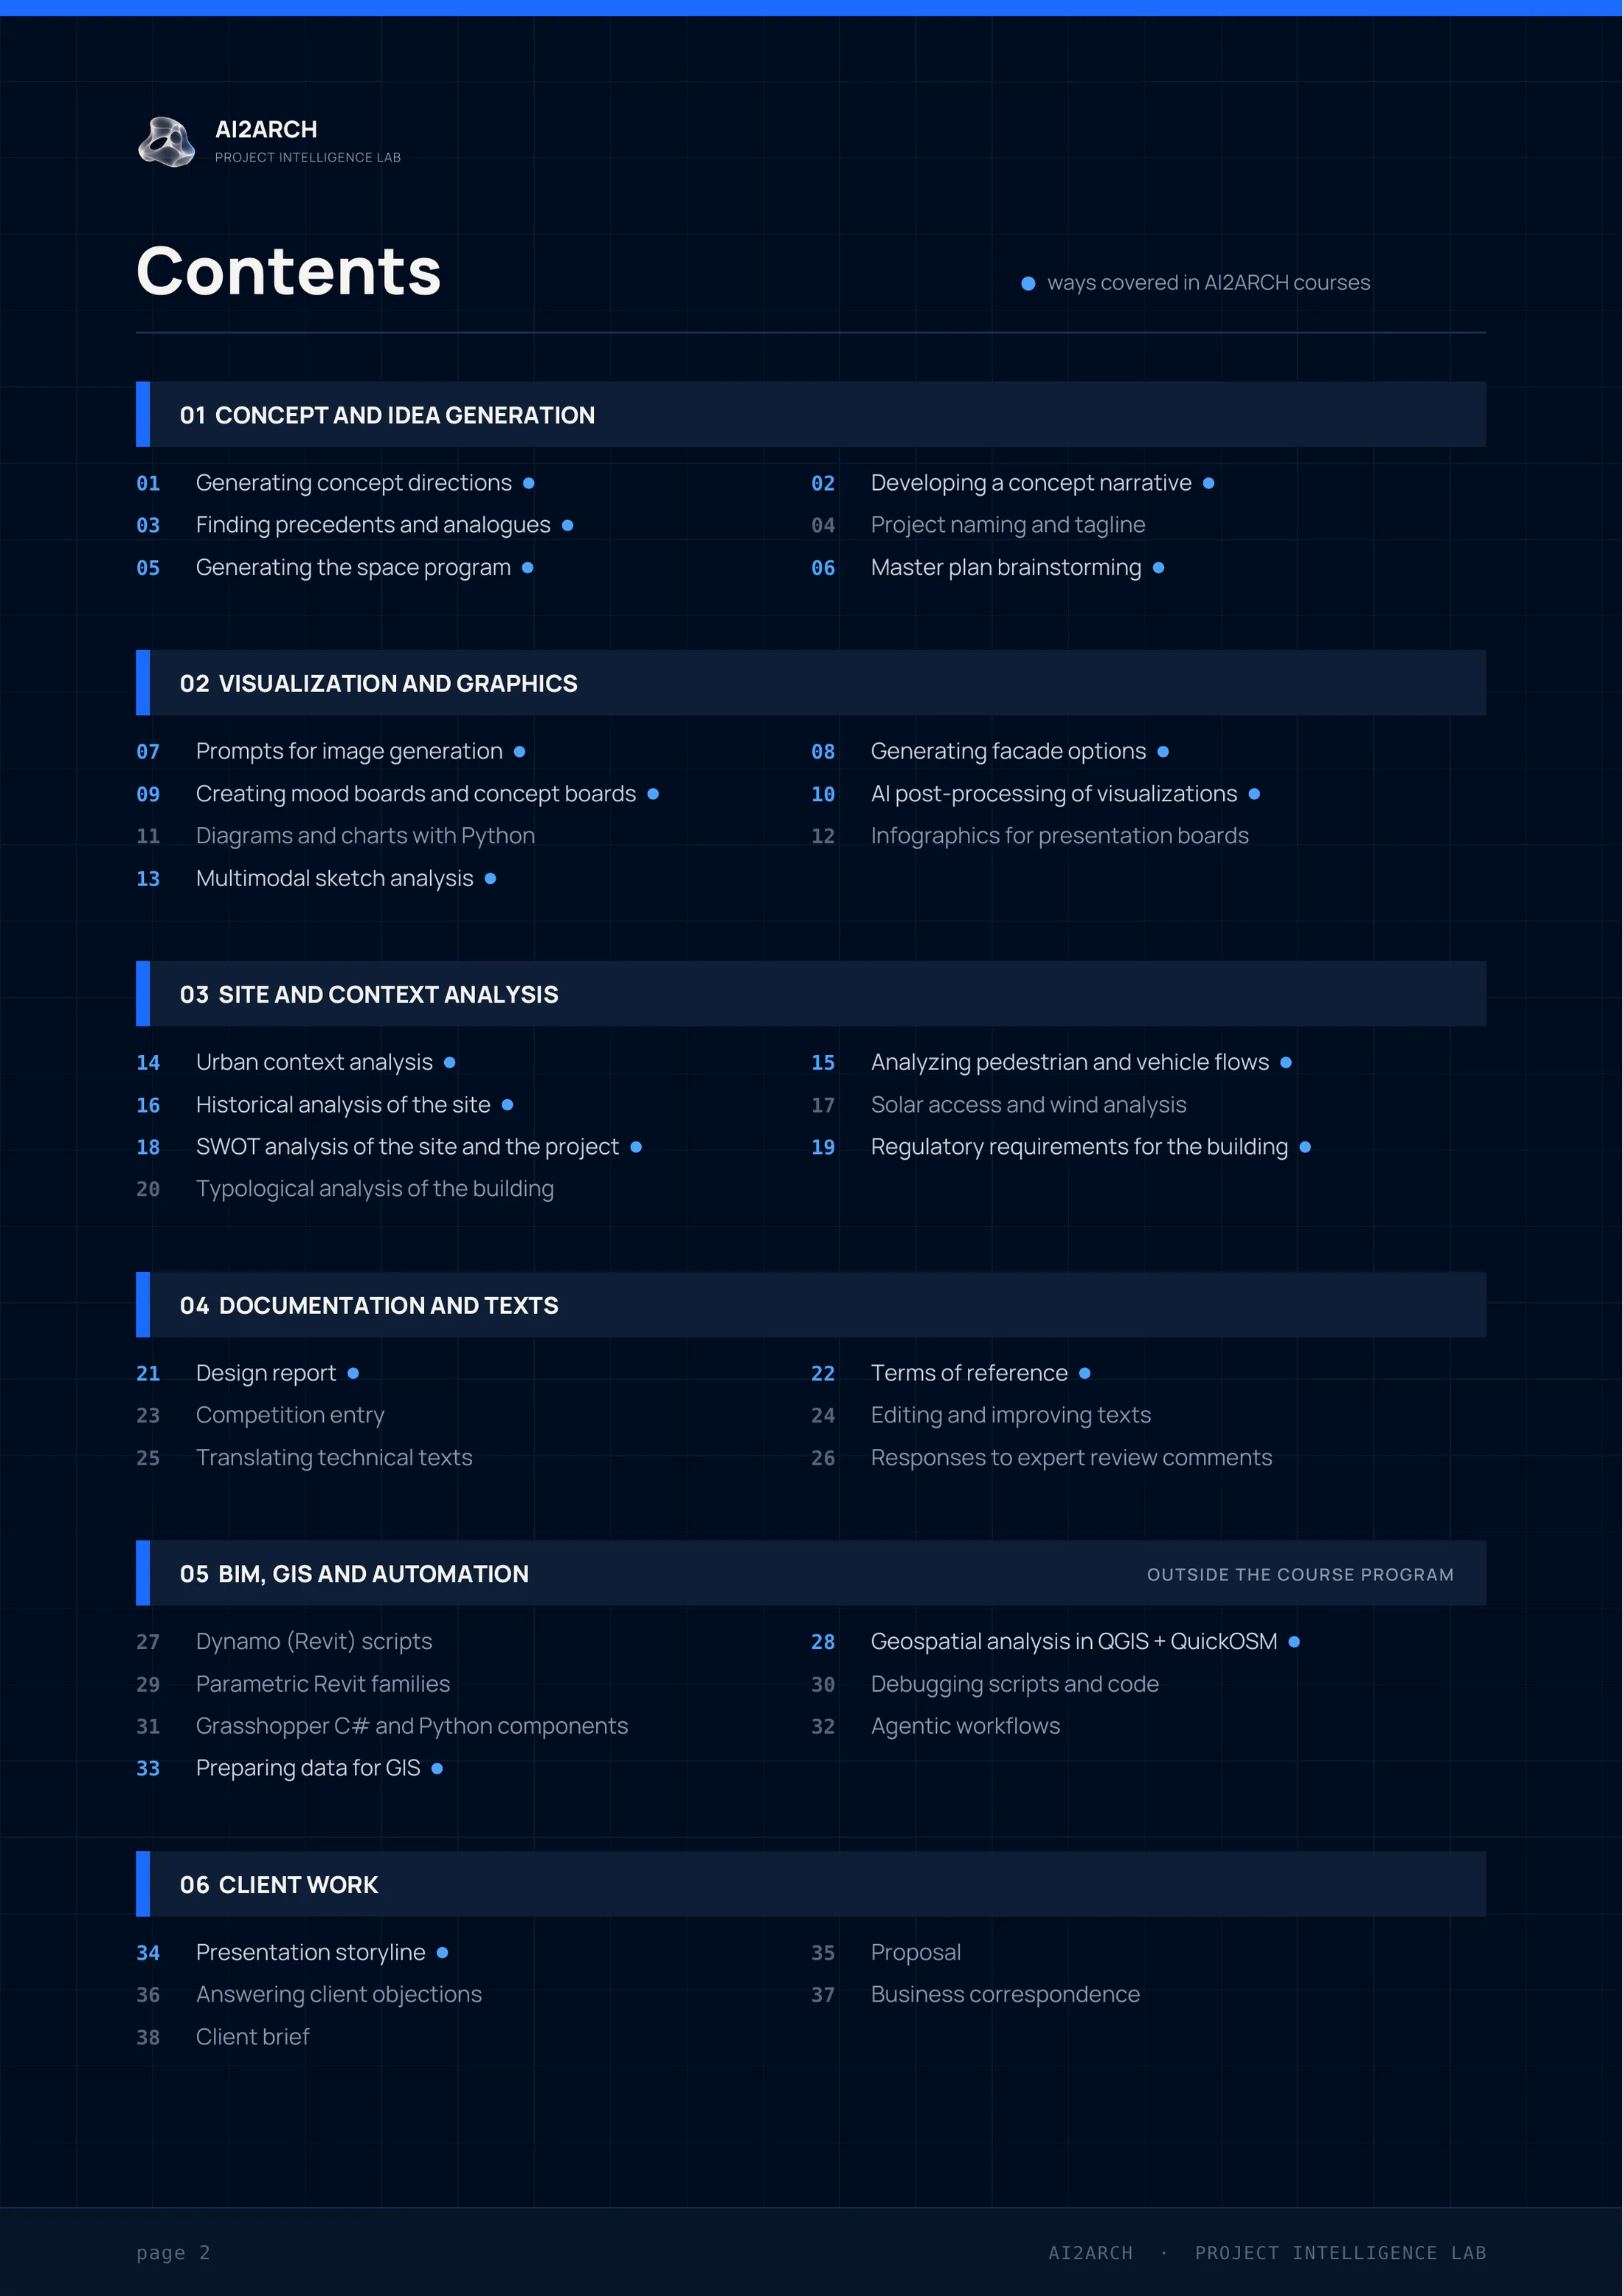 AI2ARCH
PROJECT INTELLIGENCE LAB
Contents
ways covered in AI2ARCH courses
01 CONCEPT AND IDEA GENERATION
01 Generating concept directions
02 Developing a concept narrative
03 Finding precedents and analogues
04 Project naming and tagline
05 Generating the space program
06 Master plan brainstorming
02 VISUALIZATION AND GRAPHICS
07 Prompts for image generation
08 Generating facade options
09 Creating mood boards and concept boards
10 AI post-processing of visualizations
11 Diagrams and charts with Python
12 Infographics for presentation boards
13 Multimodal sketch analysis
03 SITE AND CONTEXT ANALYSIS
14 Urban context analysis
15 Analyzing pedestrian and vehicle flows
16 Historical analysis of the site
17 Solar access and wind analysis
18 SWOT analysis of the site and the project
19 Regulatory requirements for the building
20 Typological analysis of the building
04 DOCUMENTATION AND TEXTS
21 Design report
22 Terms of reference
23 Competition entry
24 Editing and improving texts
25 Translating technical texts
26 Responses to expert review comments
05 BIM, GIS AND AUTOMATION
OUTSIDE THE COURSE PROGRAM
27 Dynamo (Revit) scripts
28 Geospatial analysis in QGIS + QuickOSM
29 Parametric Revit families
30 Debugging scripts and code
31 Grasshopper C# and Python components
32 Agentic workflows
33 Preparing data for GIS
06 CLIENT WORK
34 Presentation storyline
35 Proposal
36 Answering client objections
37 Business correspondence
38 Client brief
page 2
AI2ARCH · PROJECT INTELLIGENCE LAB